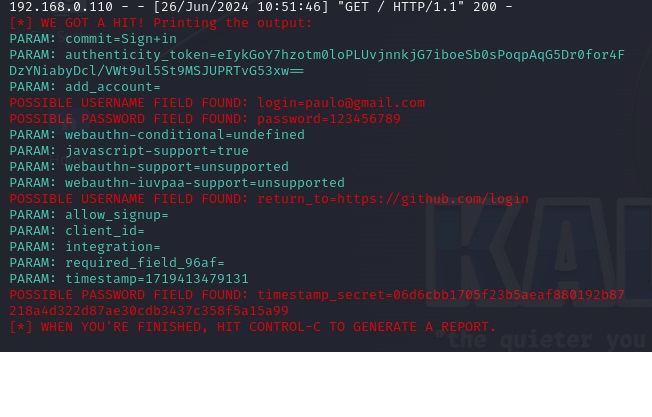 192.168.0.110 - - [26/Jun/2024 10:51:46] "GET / HTTP/1.1" 200 -
[*] WE GOT A HIT! Printing the output:
PARAM: commit=Sign+in
PARAM: authenticity_token=eIykGoY7hzotm0loPLUvjnnkjG7iboeSb0sPoqpAqG5Dr0for4F
DzYNiabyDcl/VWt9ul5St9MSJUPRTvG53xw==
PARAM: add_account=
POSSIBLE USERNAME FIELD FOUND: login=paulo@gmail.com
POSSIBLE PASSWORD FIELD FOUND: password=123456789
PARAM: webauthn-conditional=undefined
PARAM: javascript-support=true
PARAM: webauthn-support=unsupported
PARAM: webauthn-iuvpaa-support=unsupported
POSSIBLE USERNAME FIELD FOUND: return_to=https://github.com/login
PARAM: allow_signup=
PARAM: client_id=
PARAM: integration=
PARAM: required_field_96af=
PARAM: timestamp=1719413479131
POSSIBLE PASSWORD FIELD FOUND: timestamp_secret=06d6cbb1705f23b5aeaf880192b87
218a4d322d87ae30cdb3437c358f5a15a99
[*] WHEN YOU'RE FINISHED, HIT CONTROL-C TO GENERATE A REPORT.
KA
"the quieter you